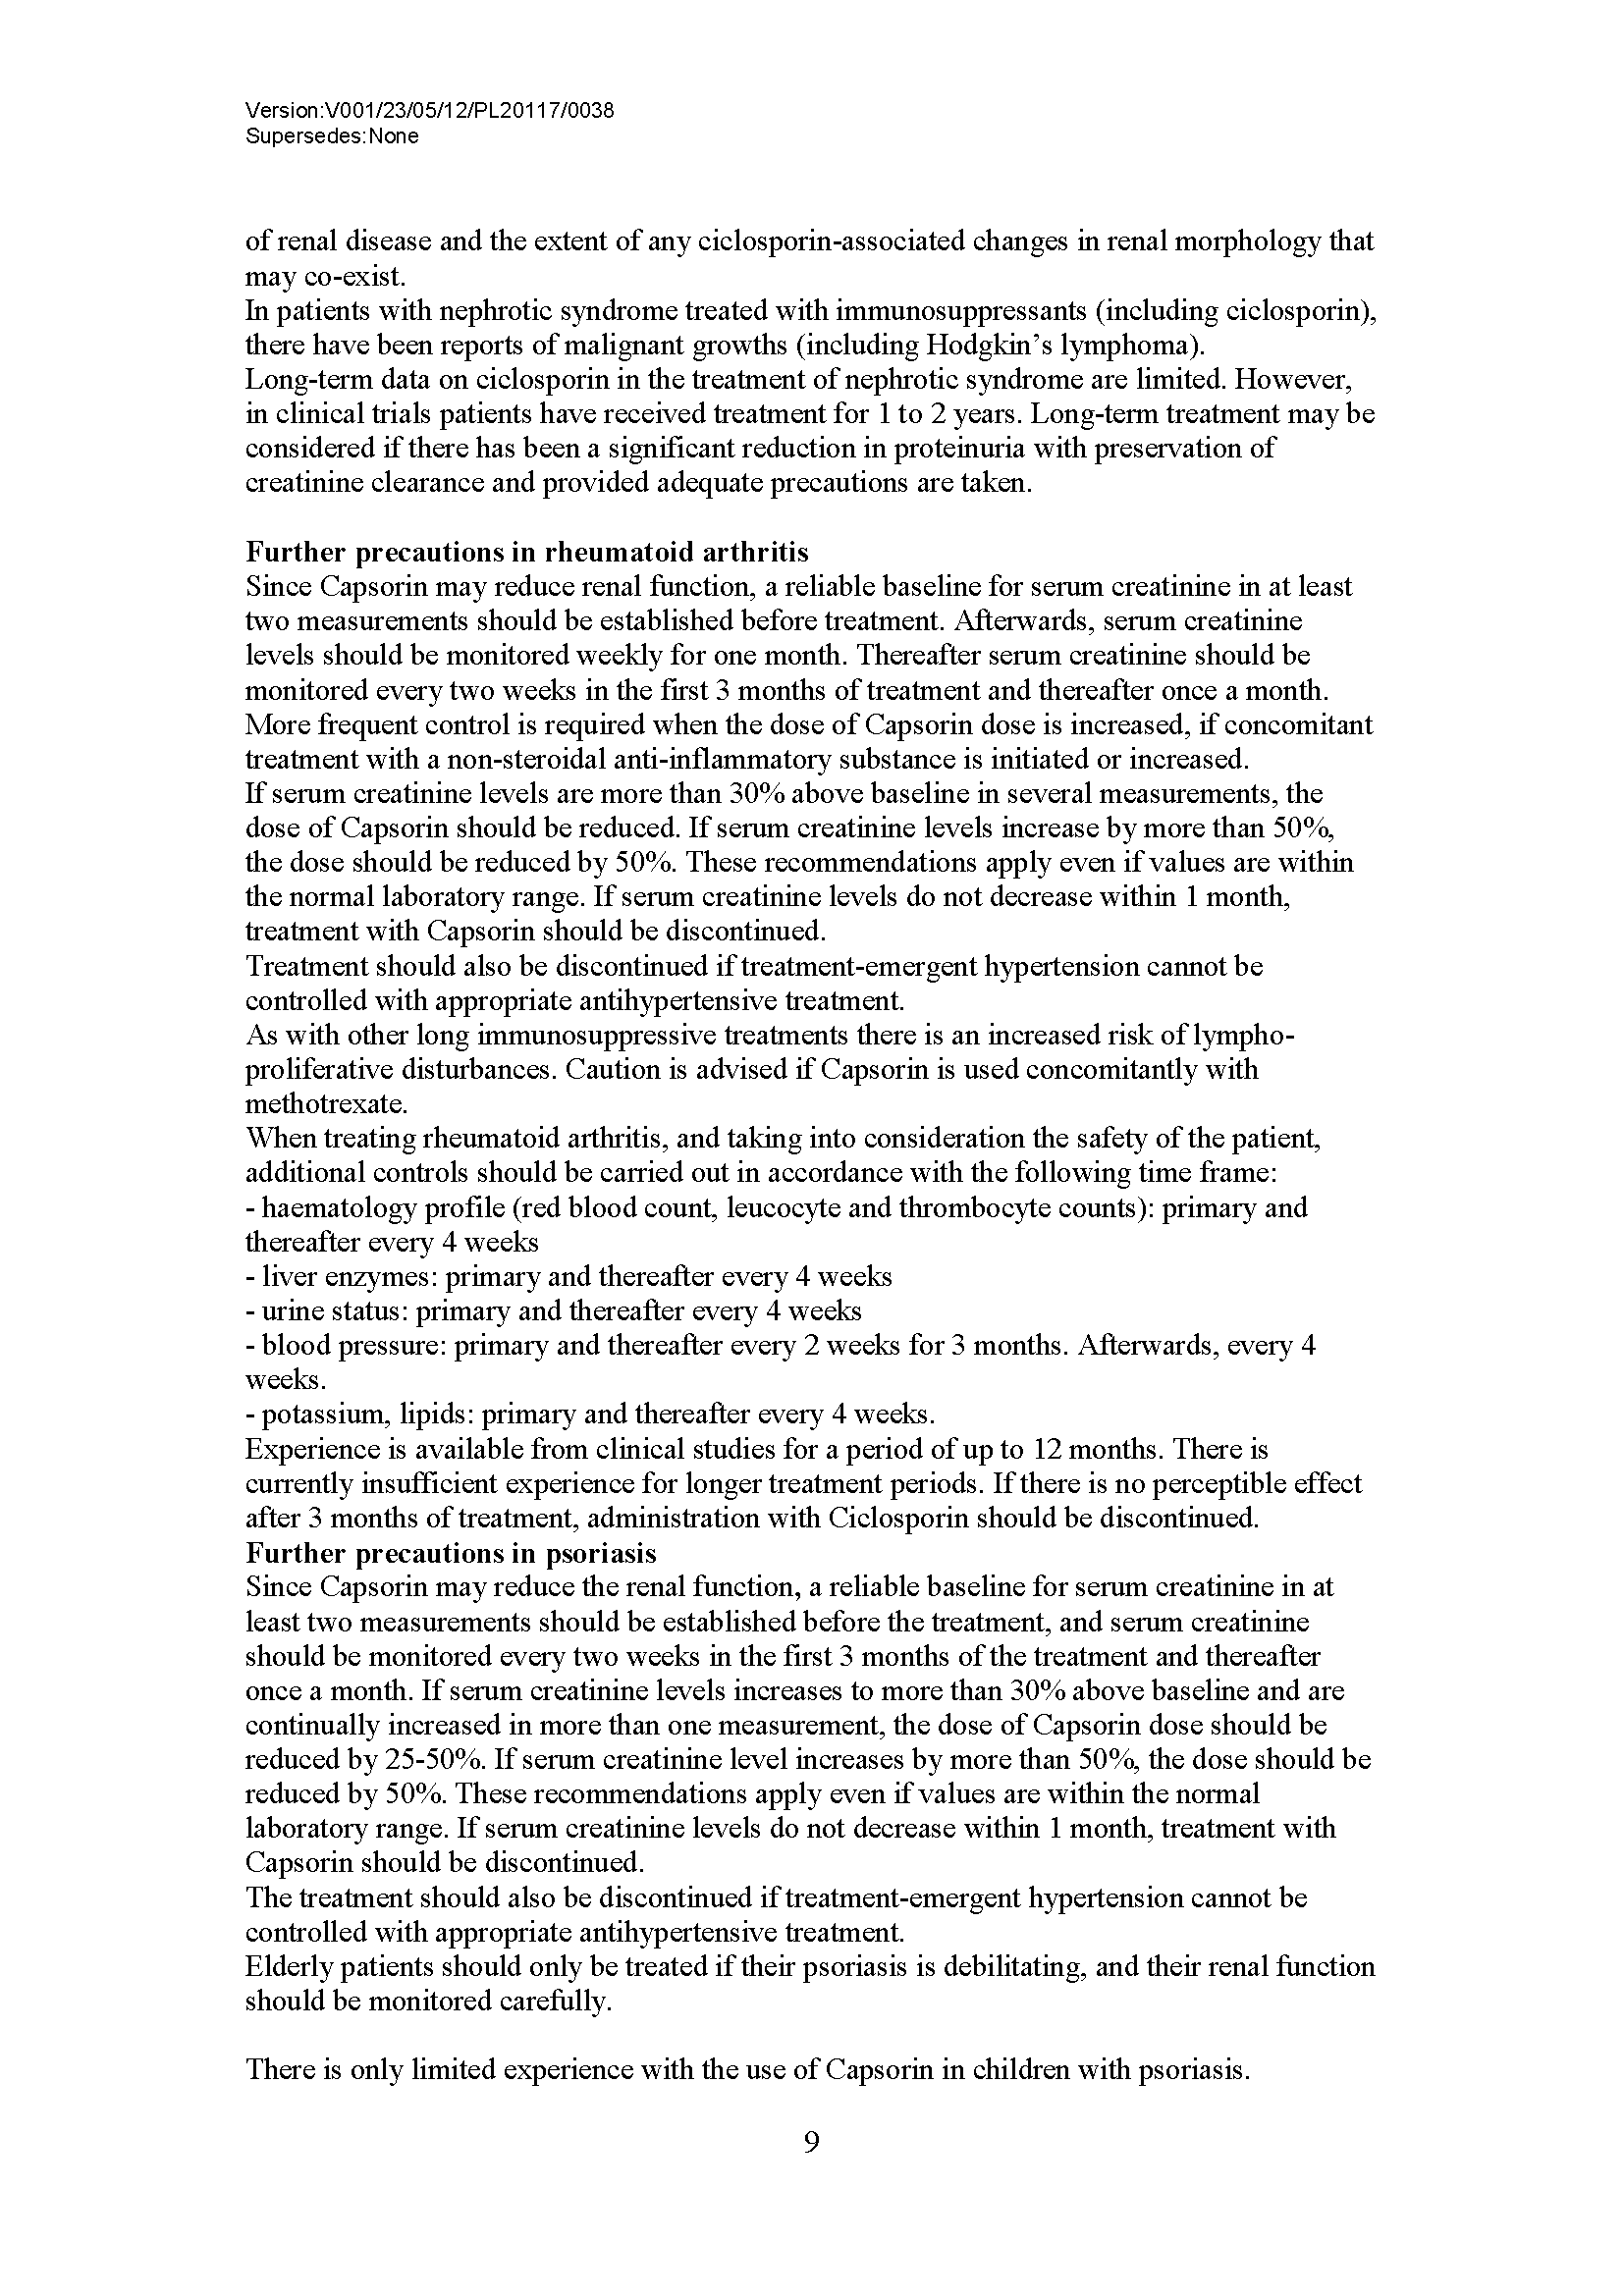 Version:V001/23/05/12/PL20117/0038
Supersedes:None
of renal disease and the extent of any ciclosporin-associated changes in renal morphology that
may co-exist.
In patients with nephrotic syndrome treated with immunosuppressants (including ciclosporin),
there have been reports of malignant growths (including Hodgkin’s lymphoma).
Long-term data on ciclosporin in the treatment of nephrotic syndrome are limited. However,
in clinical trials patients have received treatment for 1 to 2 years. Long-term treatment may be
considered if there has been a significant reduction in proteinuria with preservation of
creatinine clearance and provided adequate precautions are taken.
Further precautions in rheumatoid arthritis
Since Capsorin may reduce renal function, a reliable baseline for serum creatinine in at least
two measurements should be established before treatment. Afterwards, serum creatinine
levels should be monitored weekly for one month. Thereafter serum creatinine should be
monitored every two weeks in the first 3 months of treatment and thereafter once a month.
More frequent control is required when the dose of Capsorin dose is increased, if concomitant
treatment with a non-steroidal anti-inflammatory substance is initiated or increased.
If serum creatinine levels are more than 30% above baseline in several measurements, the
dose of Capsorin should be reduced. If serum creatinine levels increase by more than 50%,
the dose should be reduced by 50%. These recommendations apply even if values are within
the normal laboratory range. If serum creatinine levels do not decrease within 1 month,
treatment with Capsorin should be discontinued.
Treatment should also be discontinued if treatment-emergent hypertension cannot be
controlled with appropriate antihypertensive treatment.
As with other long immunosuppressive treatments there is an increased risk of lympho-
proliferative disturbances. Caution is advised if Capsorin is used concomitantly with
methotrexate.
When treating rheumatoid arthritis, and taking into consideration the safety of the patient,
additional controls should be carried out in accordance with the following time frame:
- haematology profile (red blood count, leucocyte and thrombocyte counts): primary and
thereafter every 4 weeks
- liver enzymes: primary and thereafter every 4 weeks
- urine status: primary and thereafter every 4 weeks
- blood pressure: primary and thereafter every 2 weeks for 3 months. Afterwards, every 4
weeks.
- potassium, lipids: primary and thereafter every 4 weeks.
Experience is available from clinical studies for a period of up to 12 months. There is
currently insufficient experience for longer treatment periods. If there is no perceptible effect
after 3 months of treatment, administration with Ciclosporin should be discontinued.
Further precautions in psoriasis
Since Capsorin may reduce the renal function, a reliable baseline for serum creatinine in at
least two measurements should be established before the treatment, and serum creatinine
should be monitored every two weeks in the first 3 months of the treatment and thereafter
once a month. If serum creatinine levels increases to more than 30% above baseline and are
continually increased in more than one measurement, the dose of Capsorin dose should be
reduced by 25-50%. If serum creatinine level increases by more than 50%, the dose should be
reduced by 50%. These recommendations apply even if values are within the normal
laboratory range. If serum creatinine levels do not decrease within 1 month, treatment with
Capsorin should be discontinued.
The treatment should also be discontinued if treatment-emergent hypertension cannot be
controlled with appropriate antihypertensive treatment.
Elderly patients should only be treated if their psoriasis is debilitating, and their renal function
should be monitored carefully.
There is only limited experience with the use of Capsorin in children with psoriasis.
9